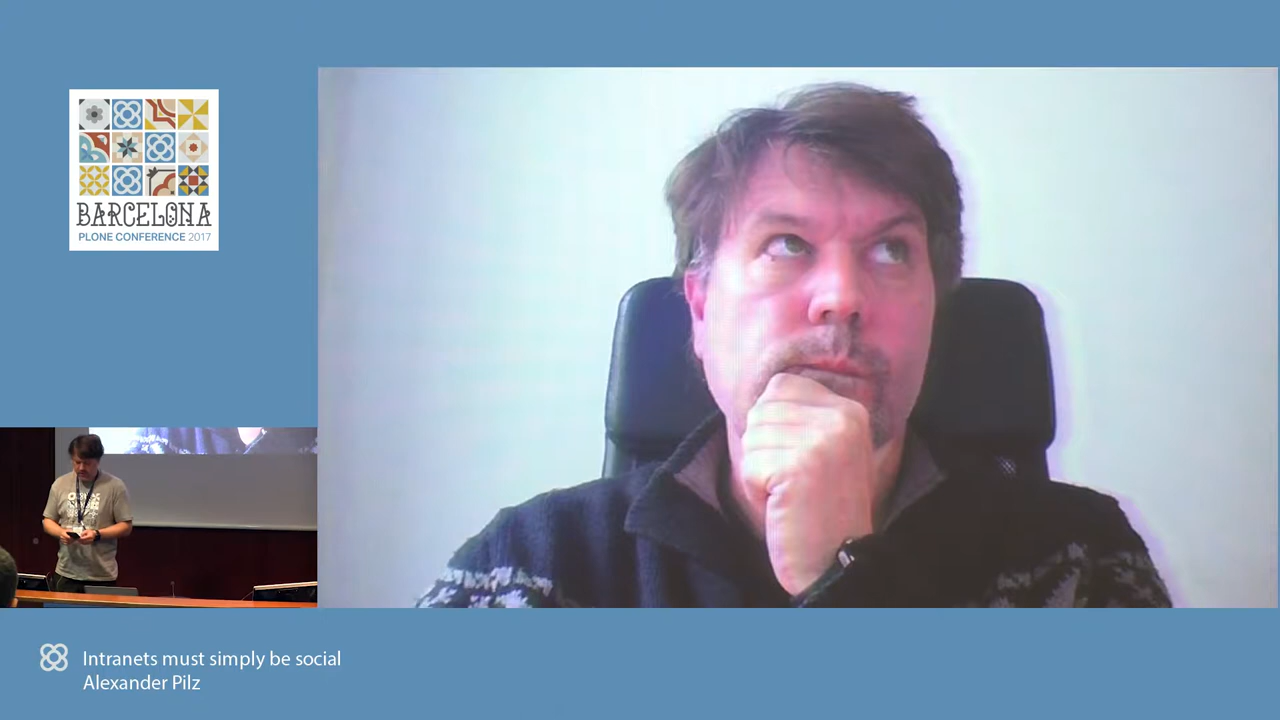 BARCELONA
PLONE CONFERENCE 2017
Intranets must simply be social
Alexander Pilz